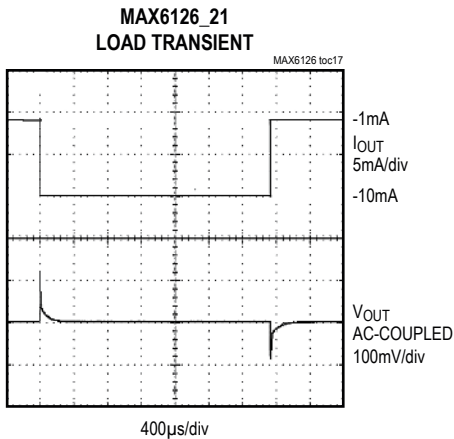 MAX6126_21
LOAD TRANSIENT
MAX6126 toc17
-1mA
IOUT
5mA/div
-10mA
VOUT
AC-COUPLED
100mV/div
400µs/div